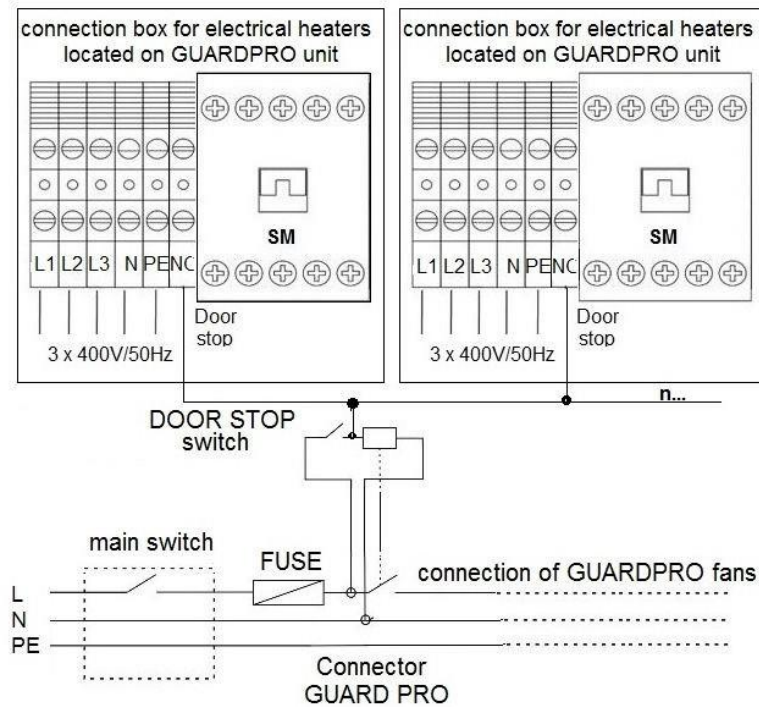 connection box for electrical heaters
located on GUARDPRO unit
SM
L1 L2 L3 N PE NC
Door
stop
3 x 400V/50Hz
connection box for electrical heaters
located on GUARDPRO unit
SM
L1 L2 L3 N PE NC
Door
stop
3 x 400V/50Hz
n...
DOOR STOP
switch
main switch
FUSE
connection of GUARDPRO fans
L
N
PE
Connector
GUARD PRO